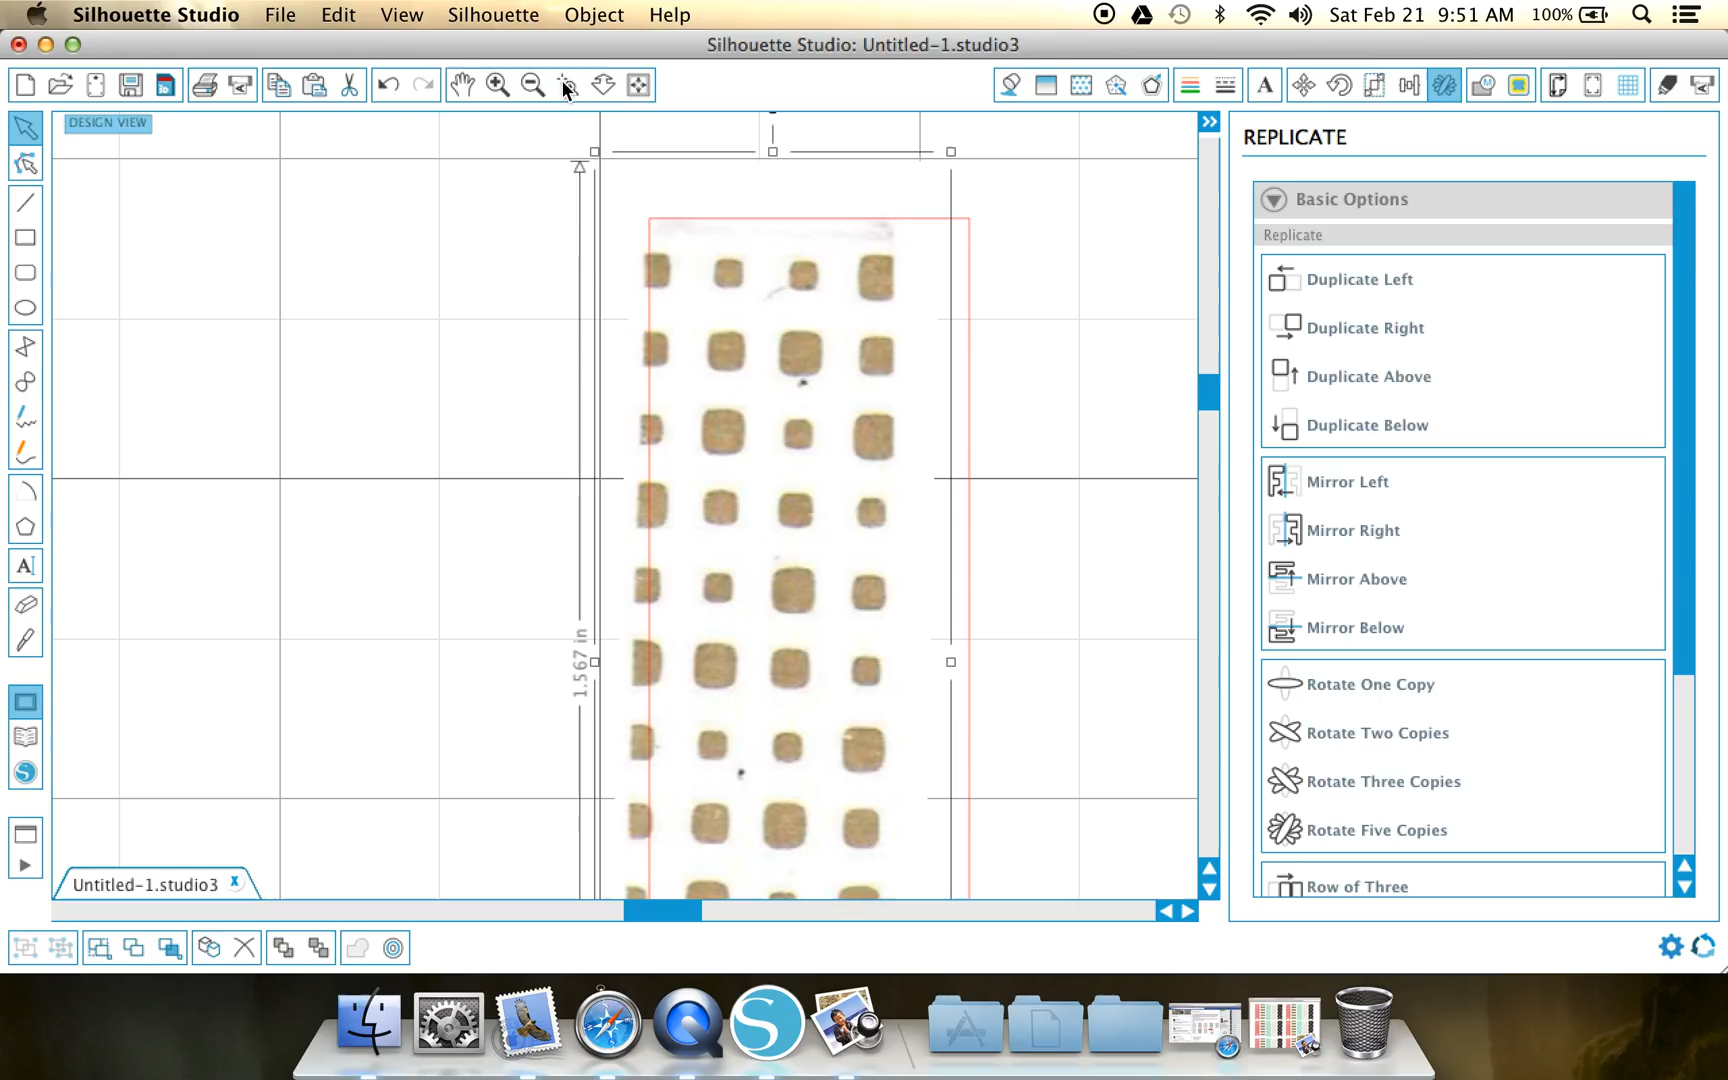 Silhouette Studio File Edit View Silhouette Object Help
Sat Feb 21 9:51 AM 100%
Silhouette Studio: Untitled-1.studio3
DESIGN VIEW
REPLICATE
Basic Options
Replicate
Duplicate Left
Duplicate Right
Duplicate Above
Duplicate Below
Mirror Left
Mirror Right
Mirror Above
Mirror Below
Rotate One Copy
Rotate Two Copies
Rotate Three Copies
Rotate Five Copies
Row of Three
1.567 in
Untitled-1.studio3 x